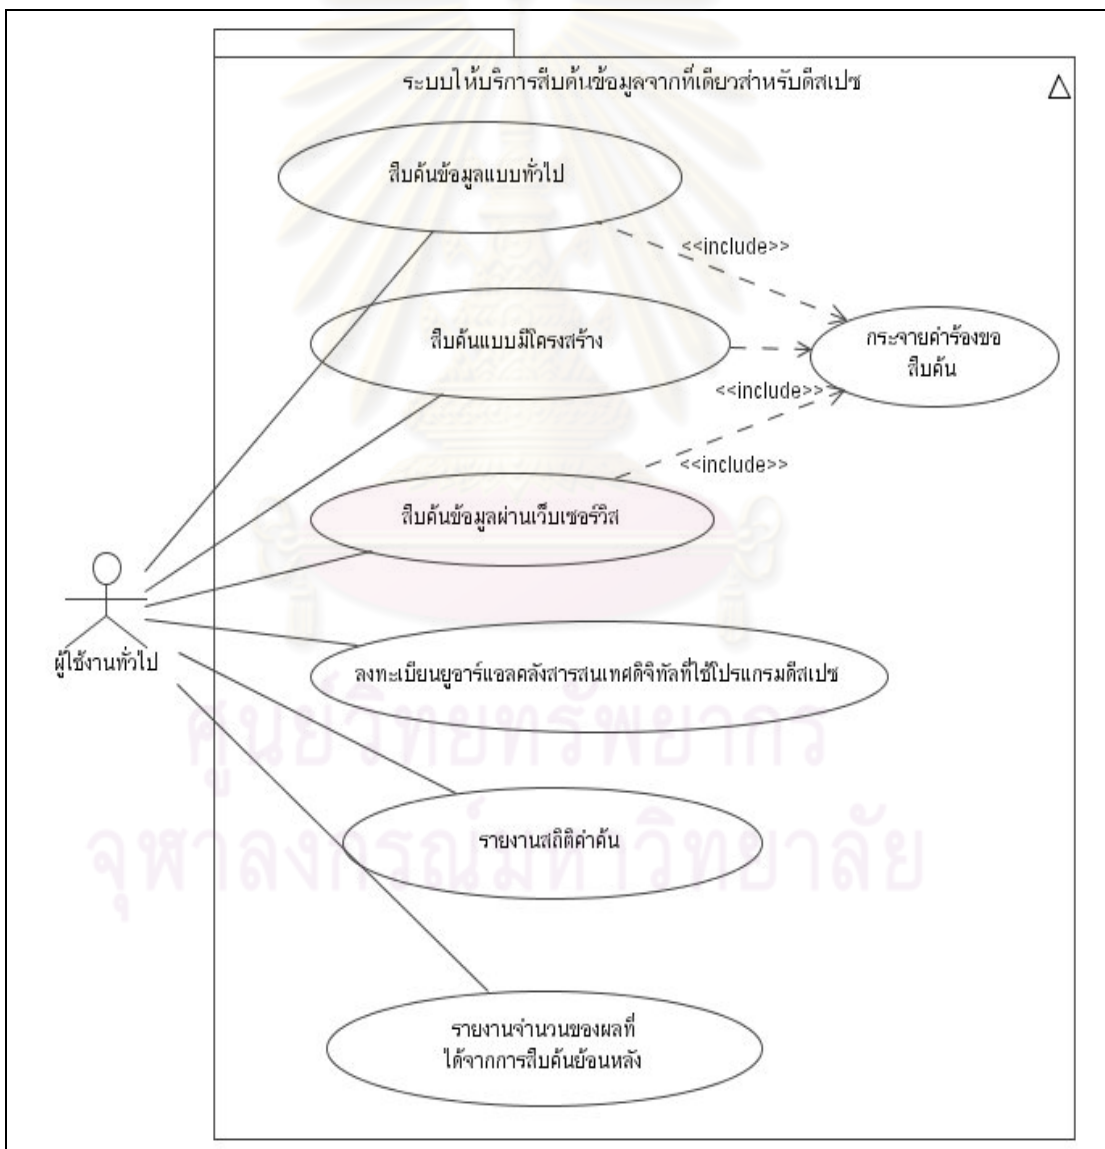 ระบบให้บริการสืบค้นข้อมูลจากที่เดียวสำหรับดีสเปซ
สืบค้นข้อมูลแบบทั่วไป
<<include>>
สืบค้นแบบมีโครงสร้าง
กระจายคำร้องขอ
สืบค้น
<<include>>
<<include>>
สืบค้นข้อมูลผ่านเว็บเซอร์วิส
ผู้ใช้งานทั่วไป
ลงทะเบียนยูอาร์แอลคลังสารสนเทศดิจิทัลที่ใช้โปรแกรมดีสเปซ
ศูนย์วิทยทรัพยากร
รายงานสถิติคำค้น
จุฬาลงกรณ์มหาวิทยาลัย
รายงานจำนวนของผลที่
ได้จากการสืบค้นย้อนหลัง